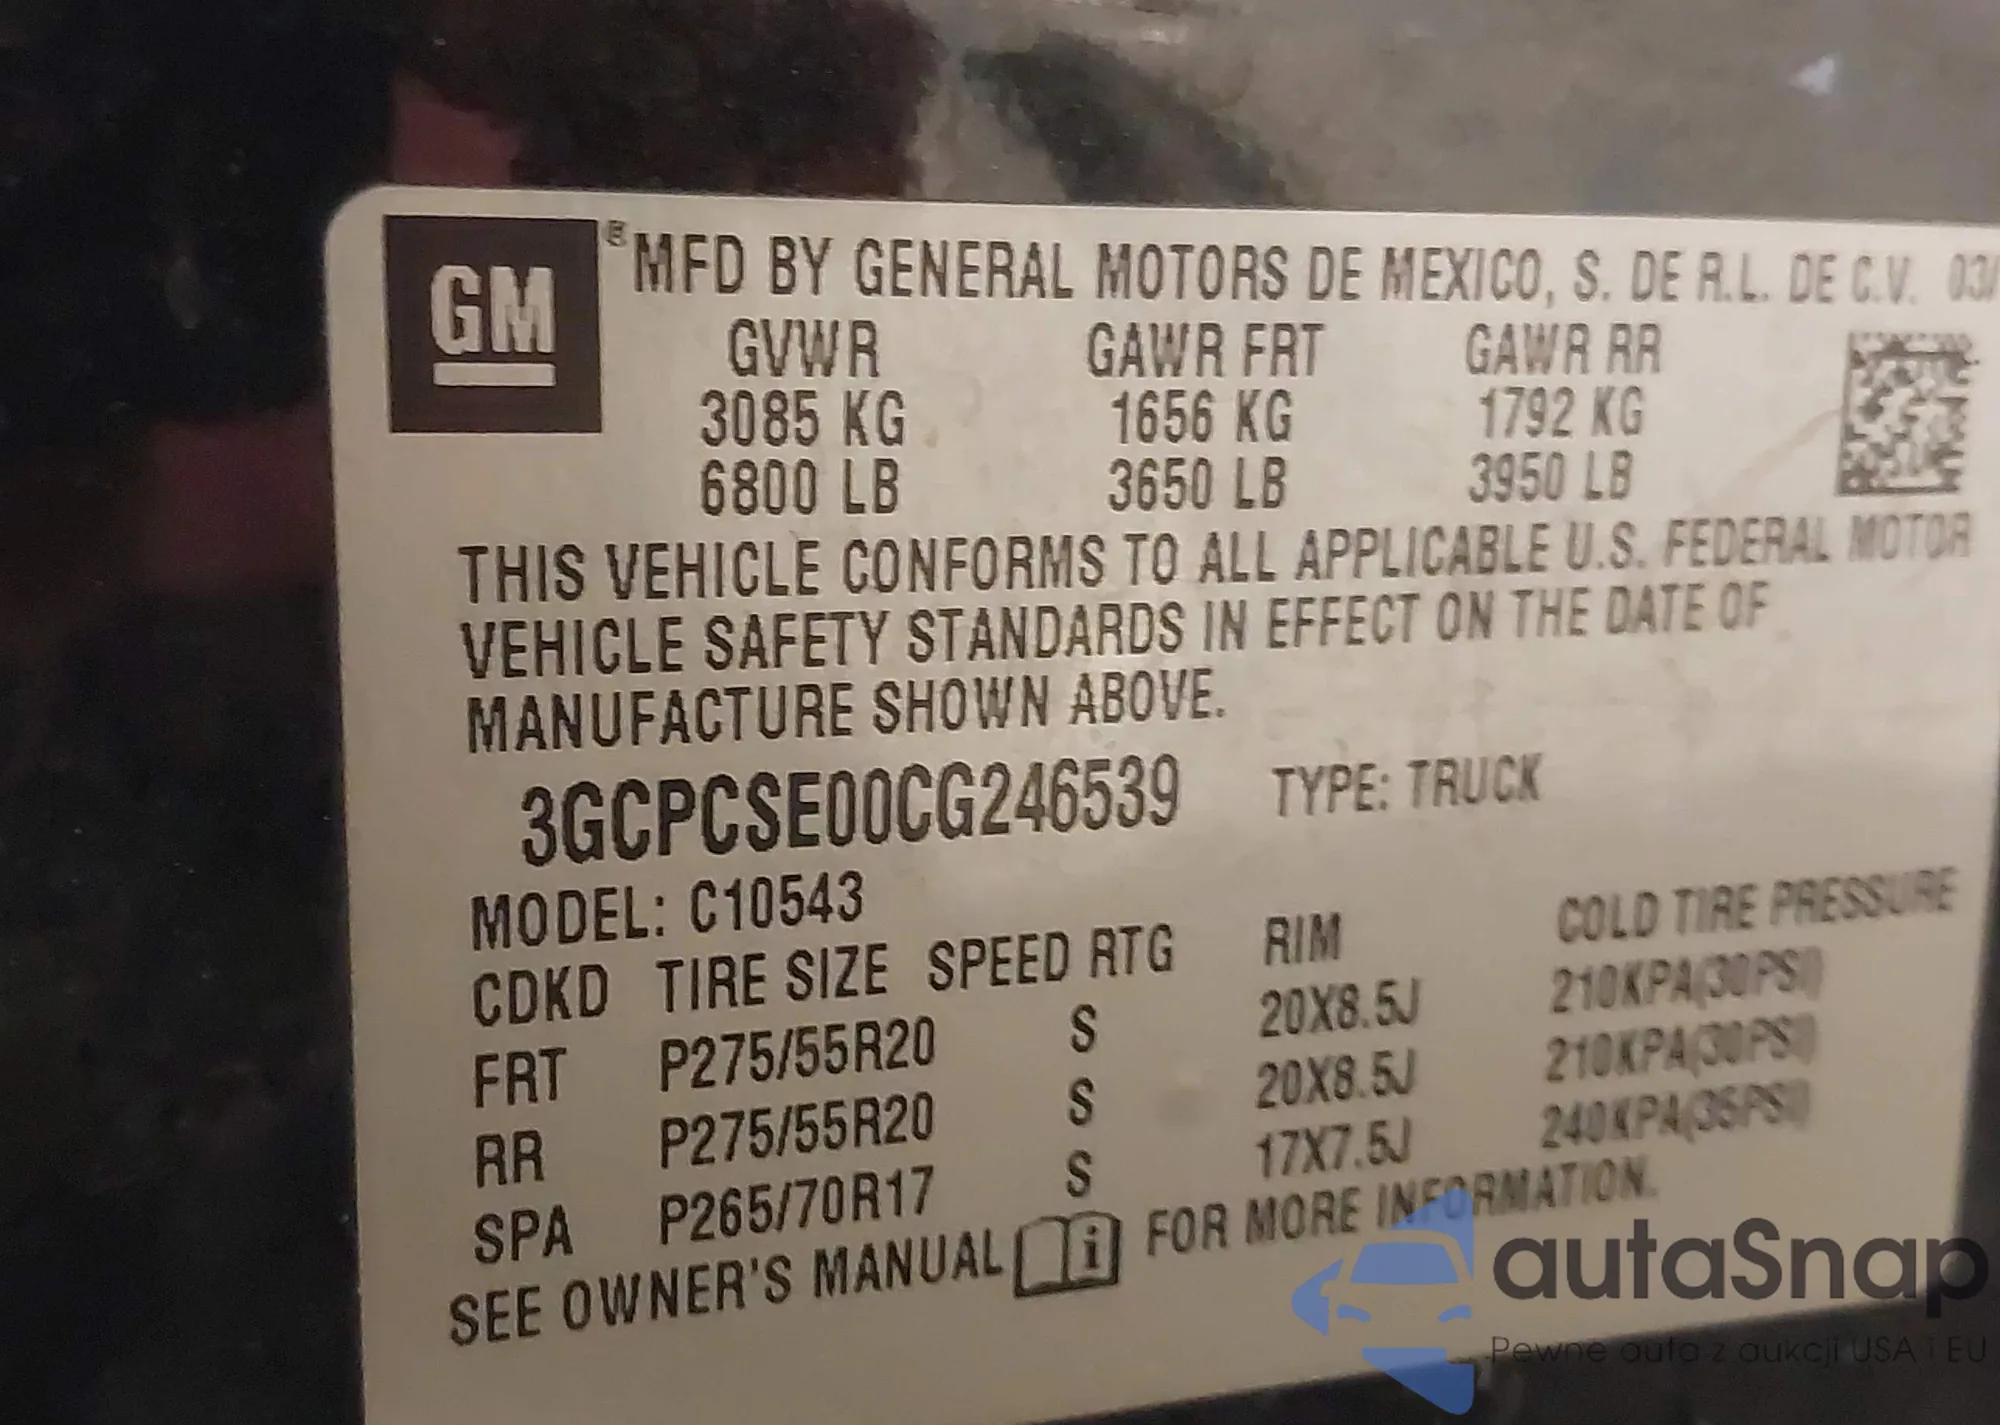 GM
® MFD BY GENERAL MOTORS DE MEXICO, S. DE R.L. DE C.V. 03/
GVWR GAWR FRT GAWR RR
3085 KG 1656 KG 1792 KG
6800 LB 3650 LB 3950 LB
THIS VEHICLE CONFORMS TO ALL APPLICABLE U.S. FEDERAL MOTOR
VEHICLE SAFETY STANDARDS IN EFFECT ON THE DATE OF
MANUFACTURE SHOWN ABOVE.
3GCPCSE00CG246539 TYPE: TRUCK
MODEL: C10543
CDKD TIRE SIZE SPEED RTG RIM COLD TIRE PRESSURE
FRT P275/55R20 S 20X8.5J 210KPA(30PSI)
RR P275/55R20 S 20X8.5J 210KPA(30PSI)
SPA P265/70R17 S 17X7.5J 240KPA(35PSI)
SEE OWNER'S MANUAL i FOR MORE INFORMATION.
autaSnap
Pewne auta z aukcji USA i EU